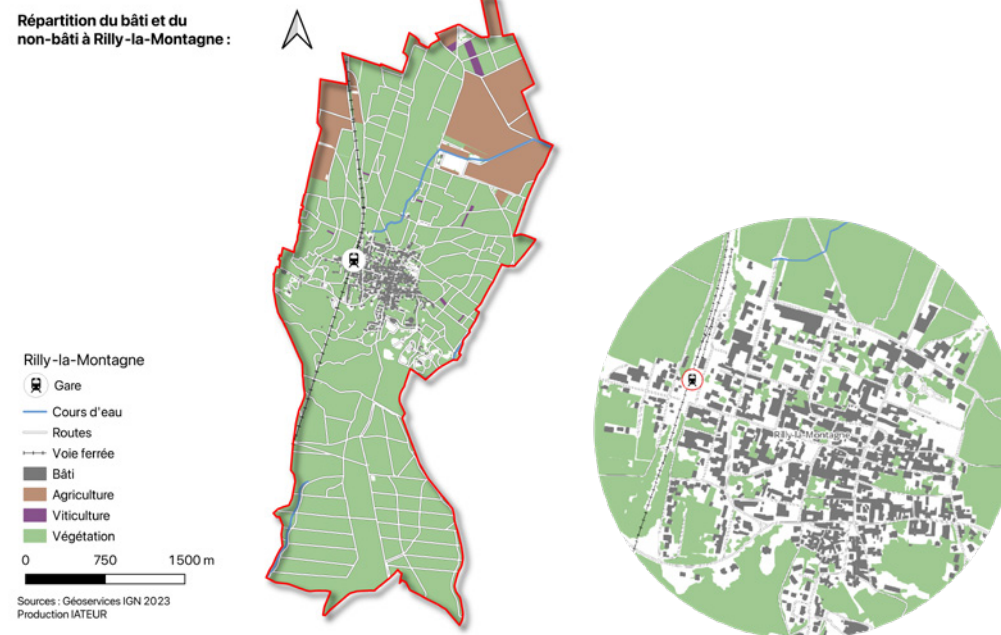 Répartition du bâti et du
non-bâti à Rilly-la-Montagne :
Rilly-la-Montagne
Rilly-la-Montagne
Gare
Cours d'eau
Routes
Voie ferrée
Bâti
Agriculture
Viticulture
Végétation
0 750 1500 m
Sources : Géoservices IGN 2023
Production IATEUR